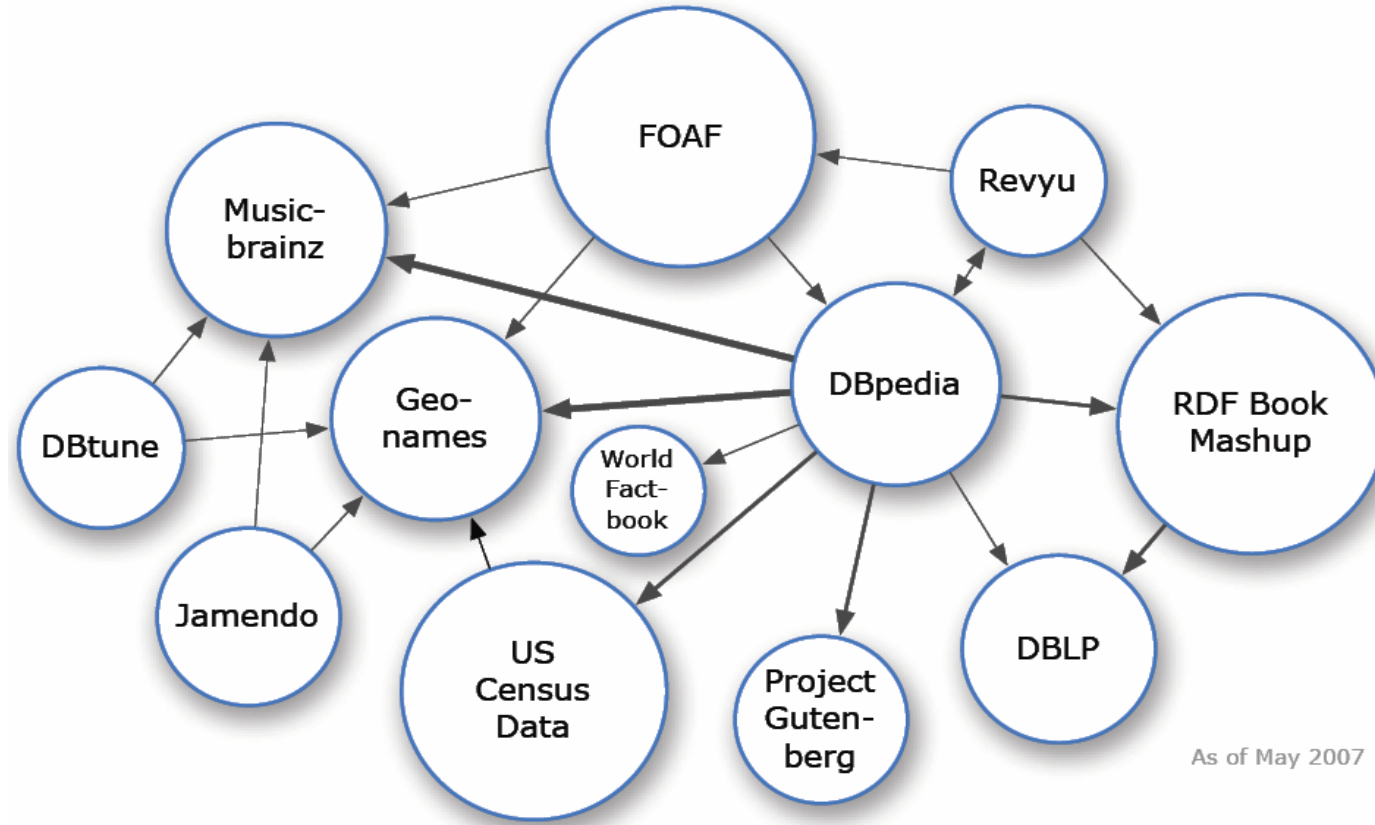 FOAF
Revyu
Music-
brainz
DBpedia
Geo-
names
RDF Book
Mashup
DBtune
World
Fact-
book
Jamendo
US
Census
Data
Project
Guten-
berg
DBLP
As of May 2007